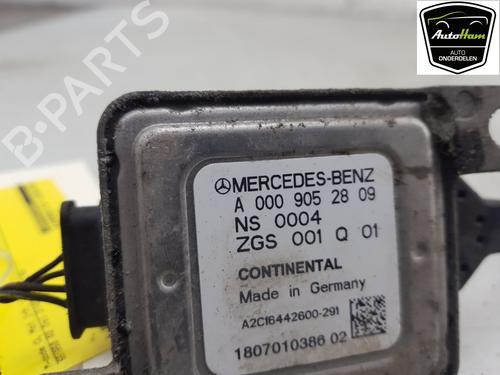 AutoHam
AUTO
ONDERDELEN
B-PARTS
MERCEDES-BENZ
A 000 905 28 09
NS 0004
ZGS 001 Q 01
CONTINENTAL
Made in Germany
A2C16442600-291
1807010386 02